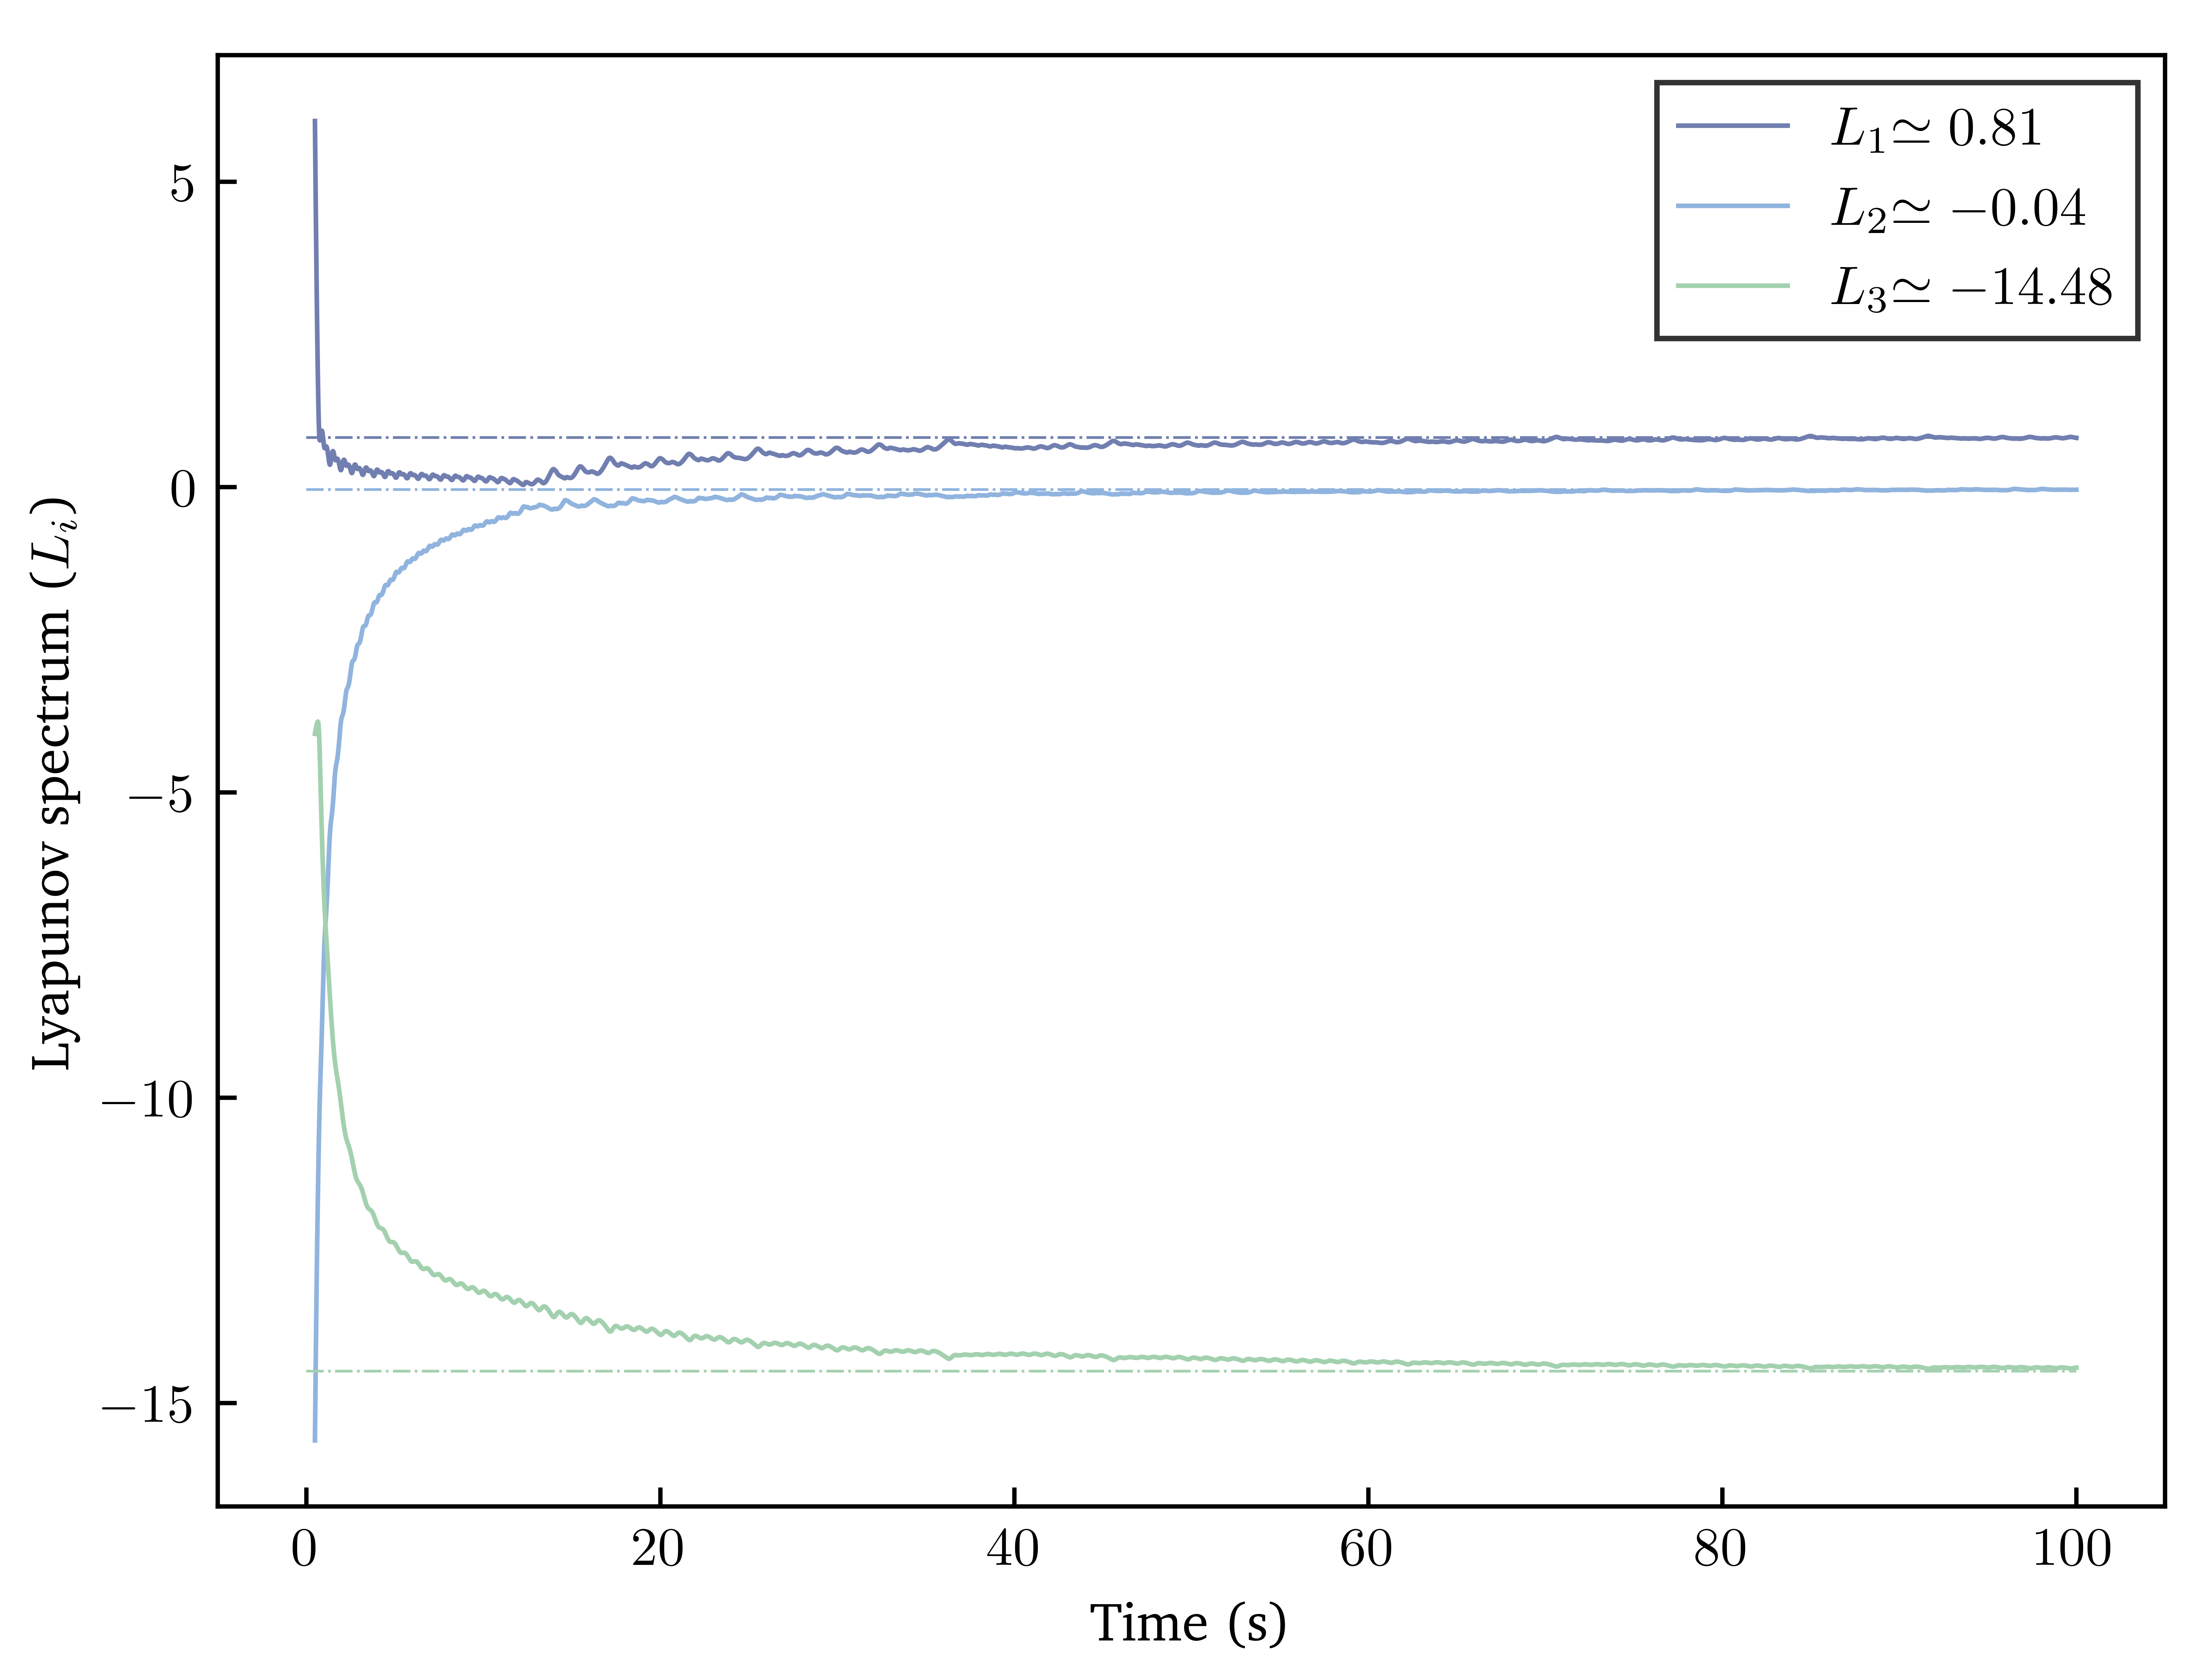 L₁≃ 0.81
L₂≃ −0.04
L₃≃ −14.48
5
0
−5
−10
−15
Lyapunov spectrum (Lᵢ)
0 20 40 60 80 100
Time (s)